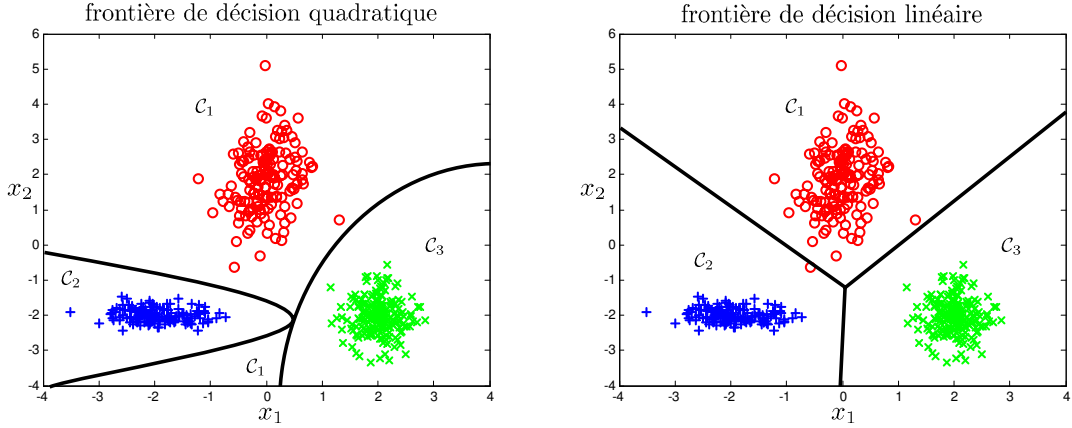 frontière de décision quadratique
6
5
4
3
2
1
0
-1
-2
-3
-4
x₂
C₁
C₂
C₃
C₁
-4 -3 -2 -1 0 1 2 3 4
x₁
frontière de décision linéaire
6
5
4
3
2
1
0
-1
-2
-3
-4
x₂
C₁
C₂
C₃
-4 -3 -2 -1 0 1 2 3 4
x₁